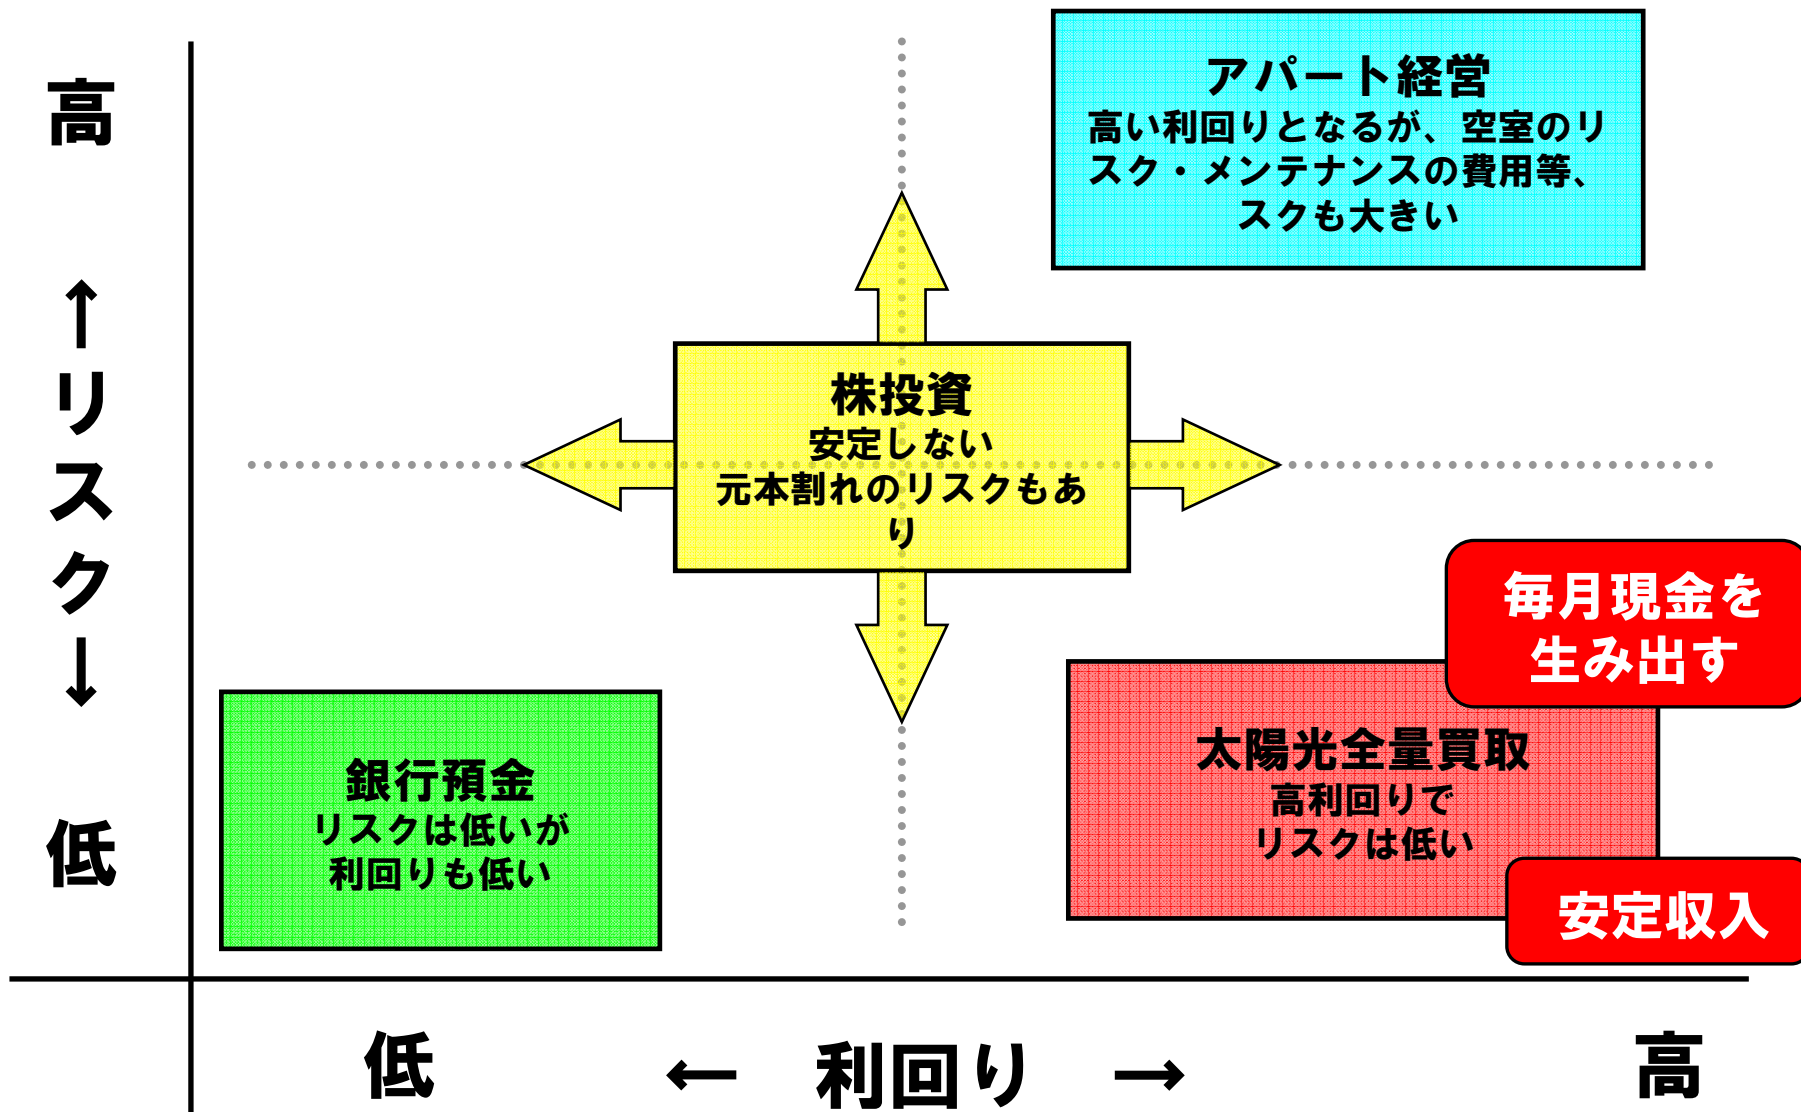 高
↑
リ
ス
ク
↓
低
アパート経営
高い利回りとなるが、空室のリ
スク・メンテナンスの費用等、
スクも大きい
株投資
安定しない
元本割れのリスクもあ
り
毎月現金を
生み出す
銀行預金
リスクは低いが
利回りも低い
太陽光全量買取
高利回りで
リスクは低い
安定収入
低 ← 利回り → 高